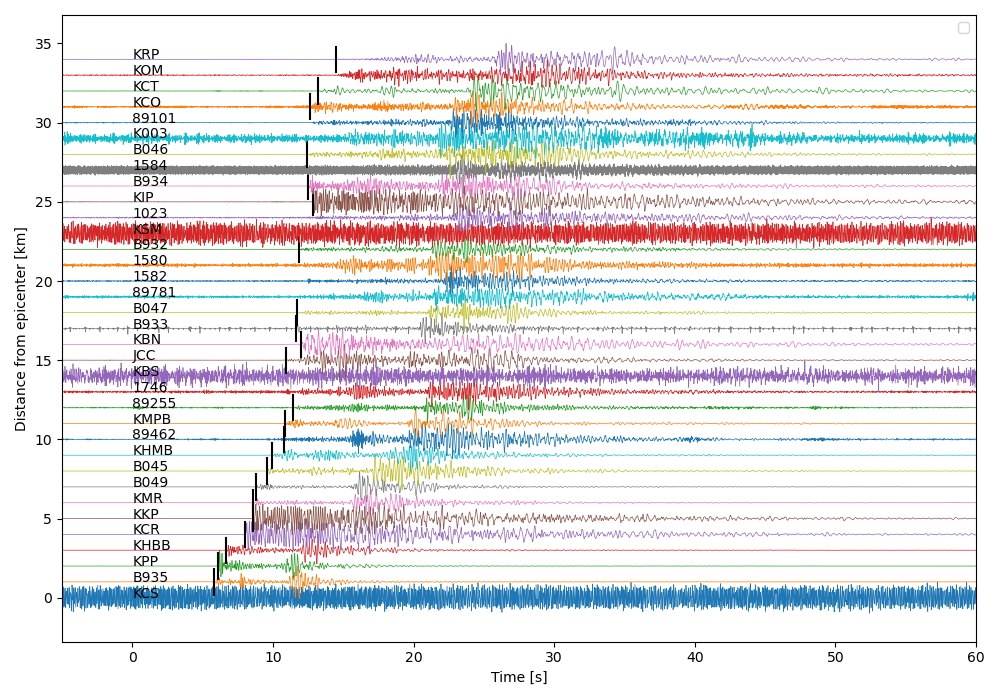 35
KRP
KOM
KCT
KCO
30
89101
K003
B046
1584
B934
25
KIP
1023
KSM
B932
1580
20
1582
89781
B047
B933
KBN
15
JCC
KBS
1746
89255
KMPB
10
89462
KHMB
B045
B049
KMR
5
KKP
KCR
KHBB
KPP
B935
0
KCS
0 10 20 30 40 50 60
Time [s]
Distance from epicenter [km]